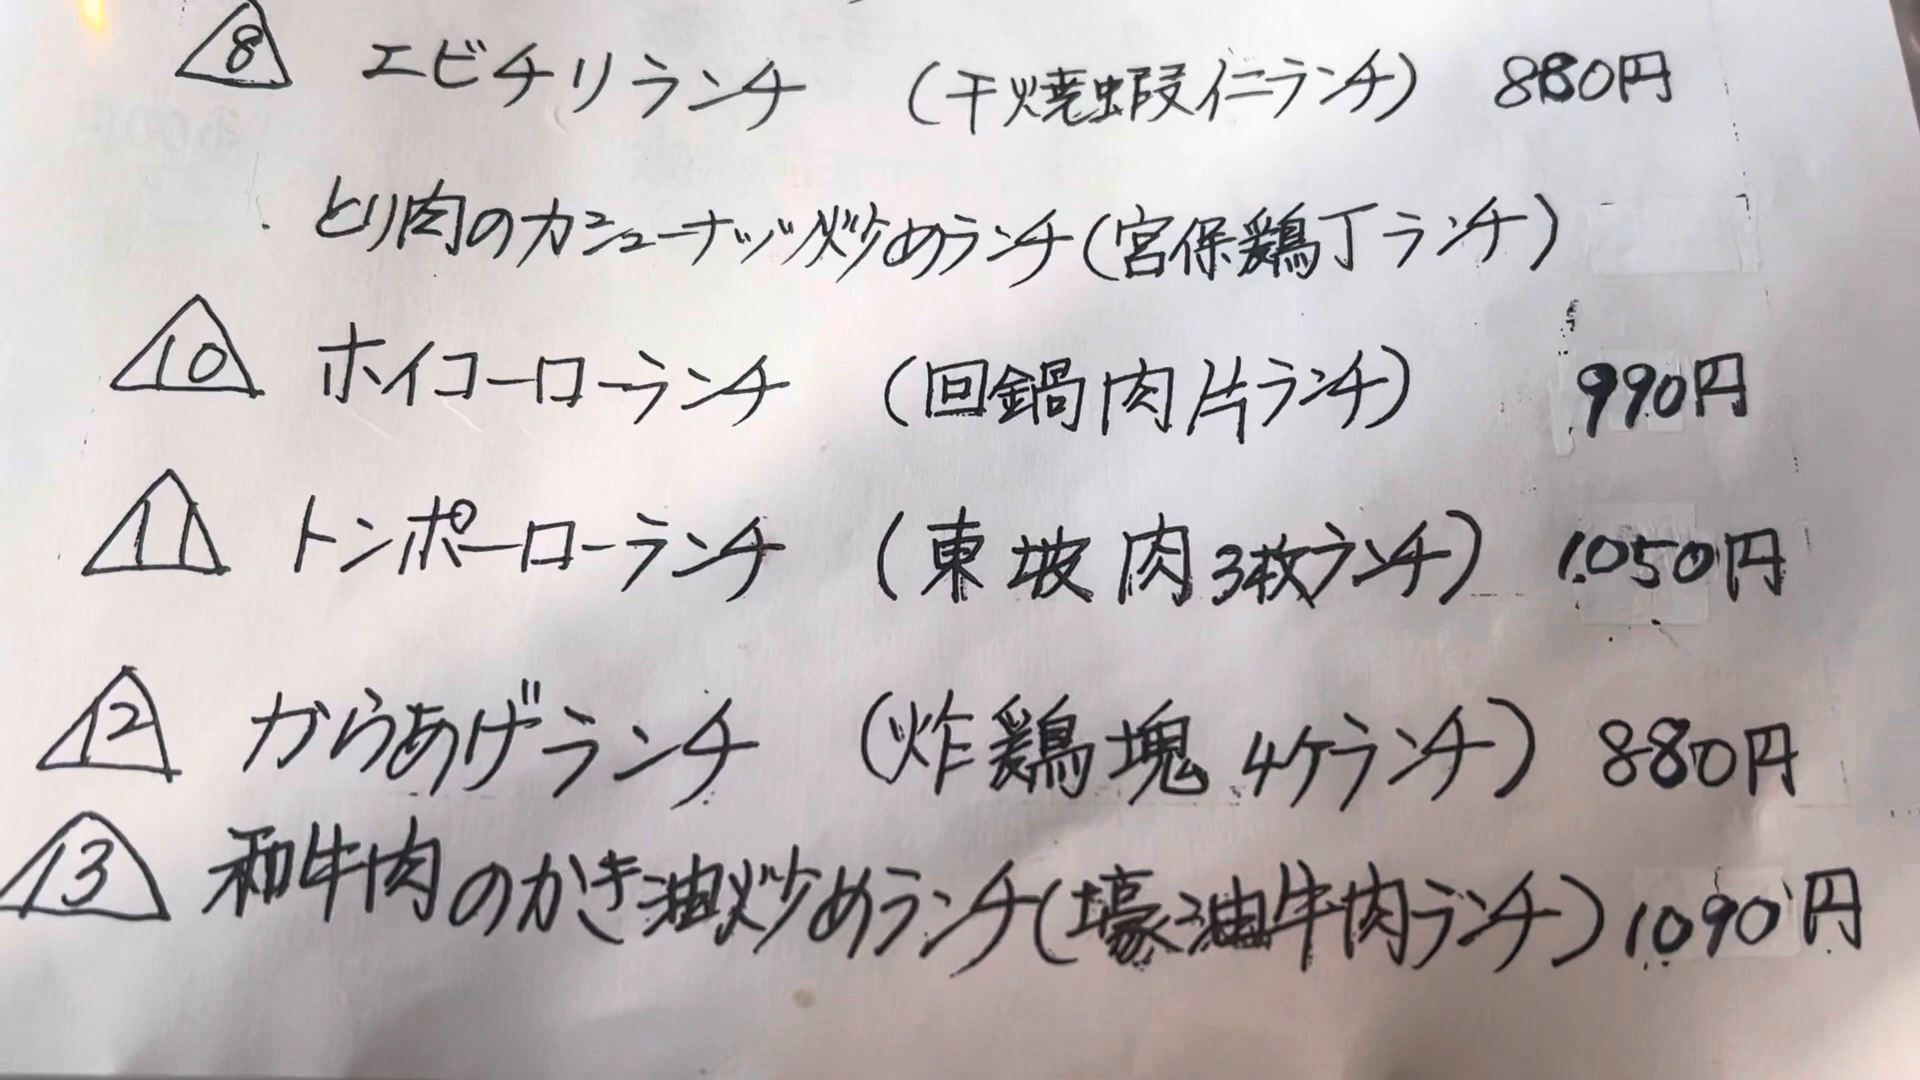 8 エビチリランチ (干焼蝦仁ランチ) 880円
とり肉のカシューナッツ炒めランチ(宮保鶏丁ランチ)
10 ホイコーローランチ (回鍋肉片ランチ) 990円
11 トンポーローランチ (東坡肉3枚ランチ) 1.050円
12 からあげランチ (炸鶏塊 4ケランチ) 880円
13 和牛肉のかき油炒めランチ(壕油牛肉ランチ) 1090円